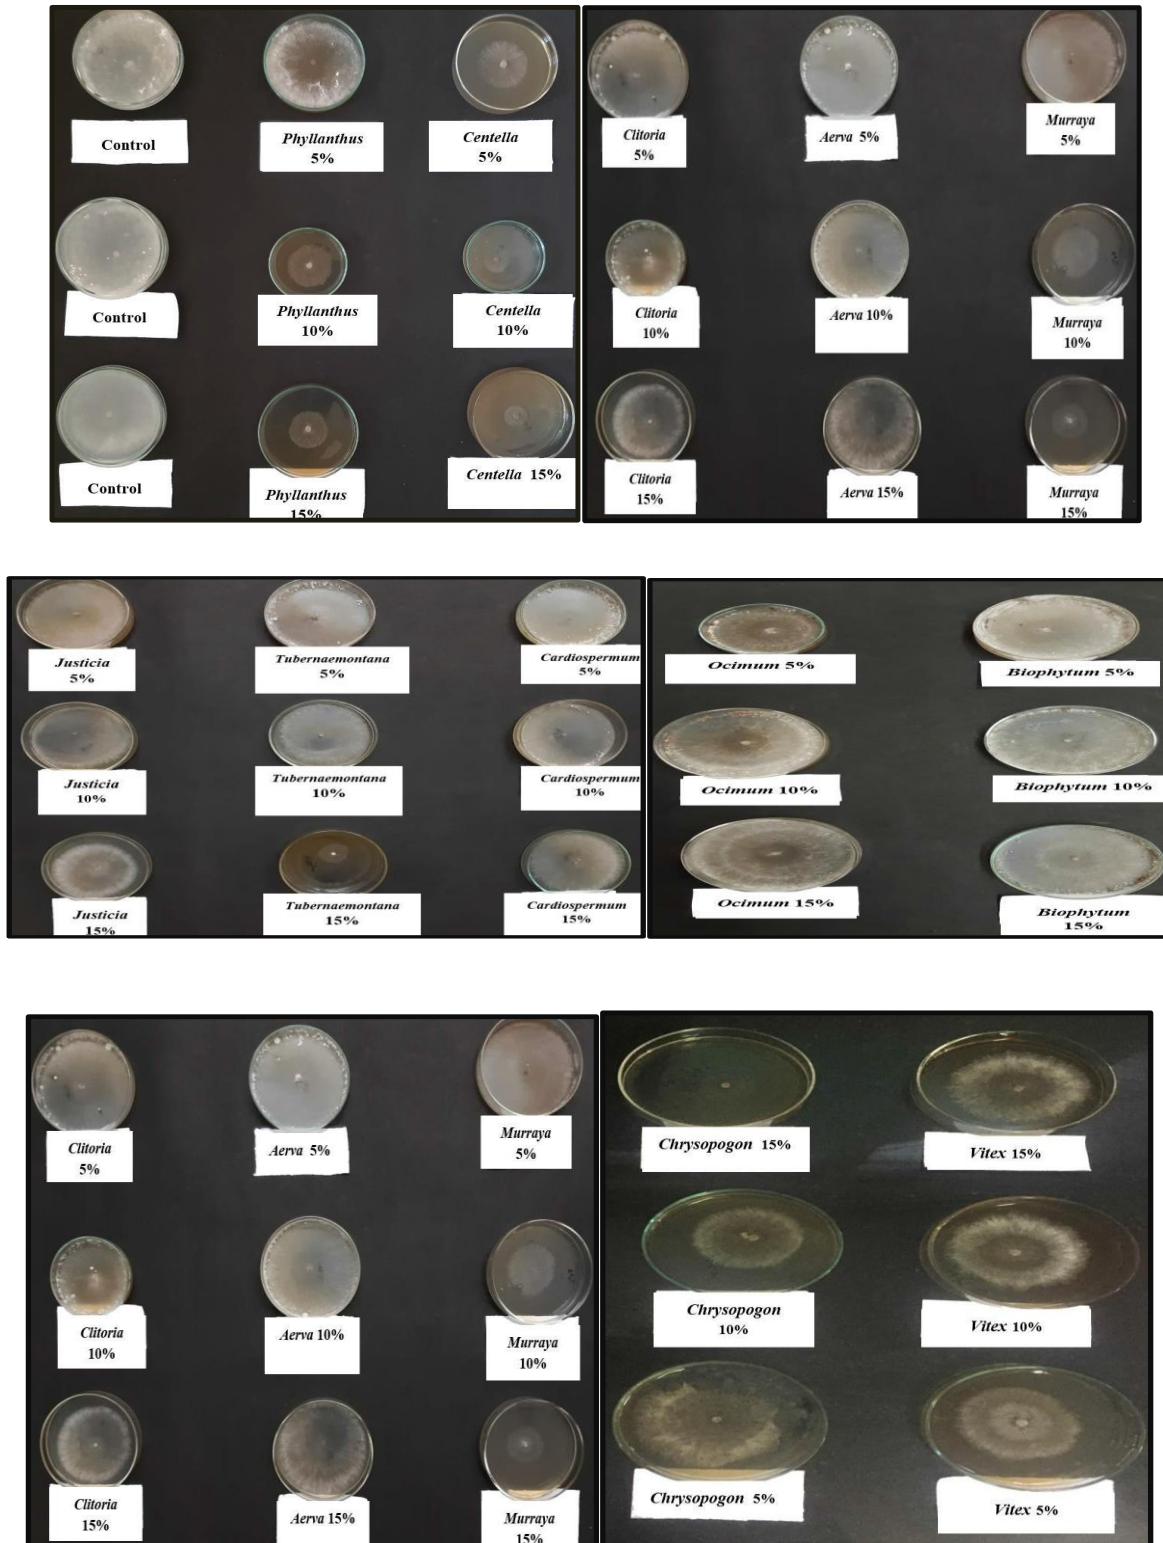 Control
Phyllanthus
5%
Centella
5%
Control
Phyllanthus
10%
Centella
10%
Control
Phyllanthus
15%
Centella 15%
Clitoria
5%
Aerva 5%
Murraya
5%
Clitoria
10%
Aerva 10%
Murraya
10%
Clitoria
15%
Aerva 15%
Murraya
15%
Justicia
5%
Tubernaemontana
5%
Cardiospermum
5%
Justicia
10%
Tubernaemontana
10%
Cardiospermum
10%
Justicia
15%
Tubernaemontana
15%
Cardiospermum
15%
Ocimum 5%
Biophytum 5%
Ocimum 10%
Biophytum 10%
Ocimum 15%
Biophytum
15%
Clitoria
5%
Aerva 5%
Murraya
5%
Clitoria
10%
Aerva 10%
Murraya
10%
Clitoria
15%
Aerva 15%
Murraya
15%
Chrysopogon 15%
Vitex 15%
Chrysopogon
10%
Vitex 10%
Chrysopogon 5%
Vitex 5%